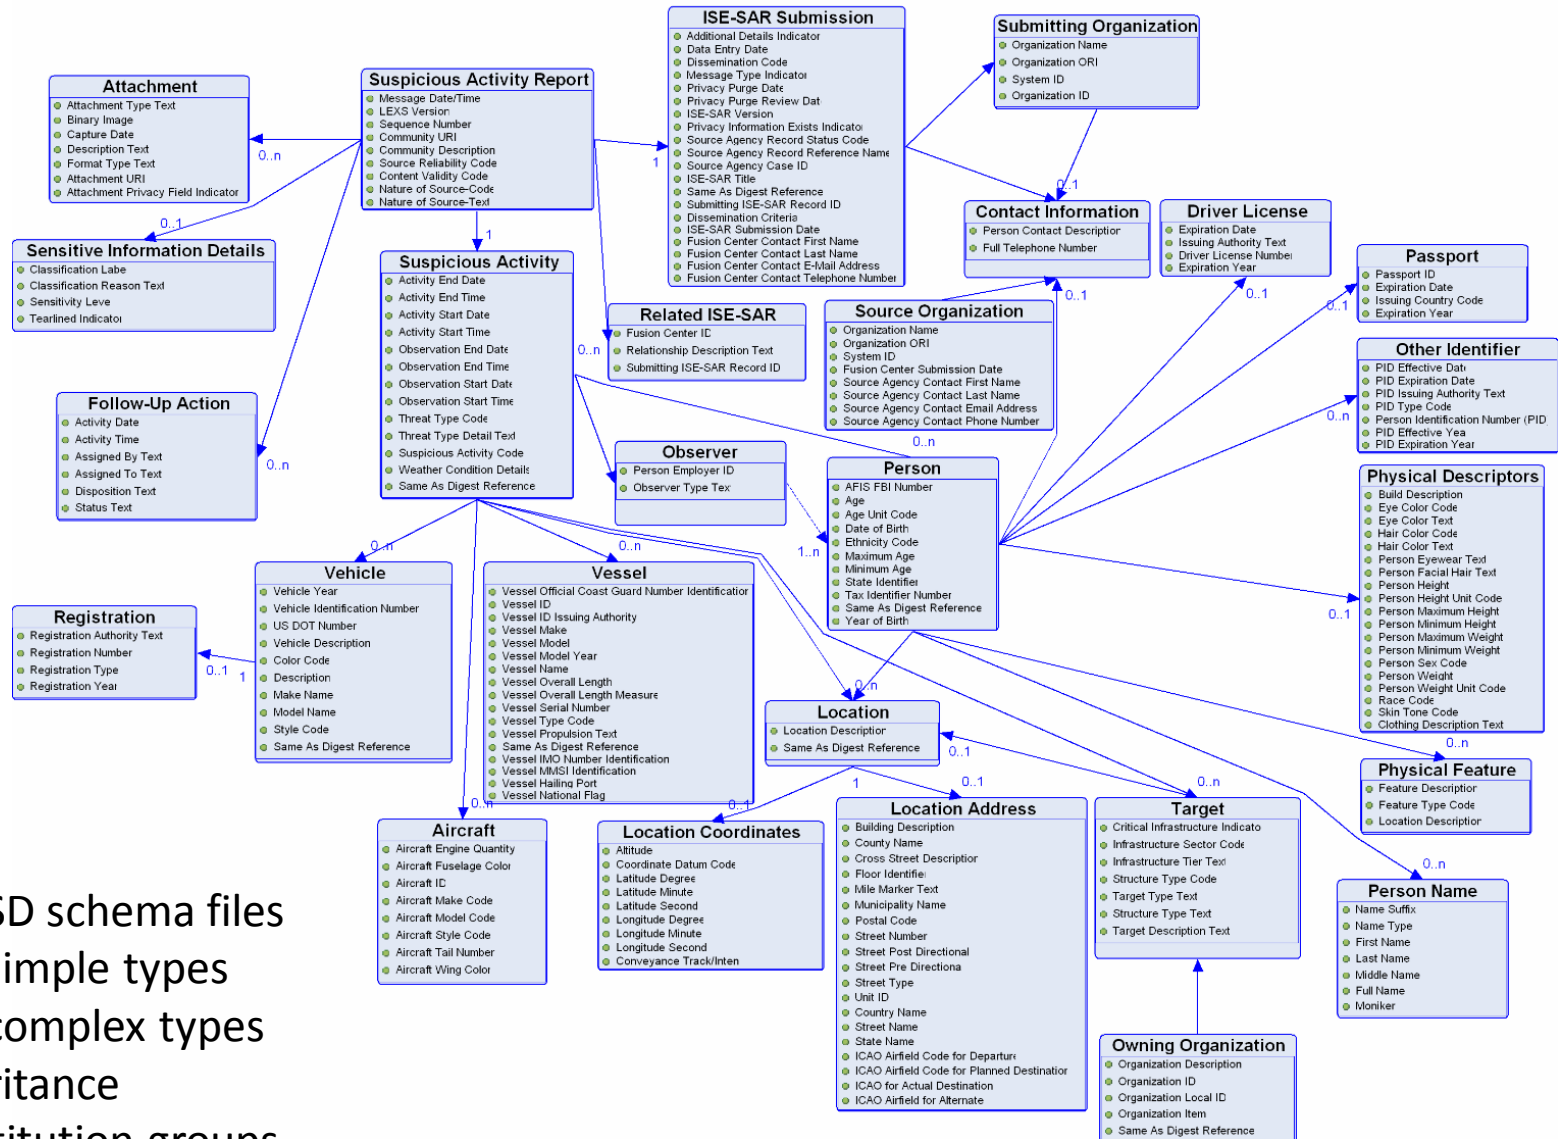 ISE-SAR Submission
Additional Details Indicator
Data Entry Date
Dissemination Code
Message Type Indicator
Privacy Purge Date
Privacy Purge Review Dat
ISE-SAR Version
Privacy Information Exists Indicato
Source Agency Record Status Code
Source Agency Record Reference Name
Source Agency Case ID
ISE-SAR Title
Same As Digest Reference
Submitting ISE-SAR Record ID
Dissemination Criteria
ISE-SAR Submission Date
Fusion Center Contact First Name
Fusion Center Contact Last Name
Fusion Center Contact E-Mail Address
Fusion Center Contact Telephone Number
Submitting Organization
Organization Name
Organization ORI
System ID
Organization ID
Attachment
Attachment Type Text
Binary Image
Capture Date
Description Text
Format Type Text
Attachment URI
Attachment Privacy Field Indicator
Suspicious Activity Report
Message Date/Time
LEXS Version
Sequence Number
Community URI
Community Description
Source Reliability Code
Content Validity Code
Nature of Source-Code
Nature of Source-Text
0..n
1
0..1
0..1
1
Sensitive Information Details
Classification Labe
Classification Reason Text
Sensitivity Leve
Tearlined Indicator
Suspicious Activity
Activity End Date
Activity End Time
Activity Start Date
Activity Start Time
Observation End Date
Observation End Time
Observation Start Date
Observation Start Time
Threat Type Code
Threat Type Detail Text
Suspicious Activity Code
Weather Condition Details
Same As Digest Reference
Contact Information
Person Contact Description
Full Telephone Number
0..1
Driver License
Expiration Date
Issuing Authority Text
Driver License Number
Expiration Year
0..1
Passport
Passport ID
Expiration Date
Issuing Country Code
Expiration Year
0..1
Related ISE-SAR
Fusion Center ID
Relationship Description Text
Submitting ISE-SAR Record ID
0..n
Source Organization
Organization Name
Organization ORI
System ID
Fusion Center Submission Date
Source Agency Contact First Name
Source Agency Contact Last Name
Source Agency Contact Email Address
Source Agency Contact Phone Number
0..n
Other Identifier
PID Effective Date
PID Expiration Date
PID Issuing Authority Text
PID Type Code
Person Identification Number (PID
PID Effective Yea
PID Expiration Year
0..n
Follow-Up Action
Activity Date
Activity Time
Assigned By Text
Assigned To Text
Disposition Text
Status Text
0..n
Observer
Person Employer ID
Observer Type Tex
1..n
Person
AFIS FBI Number
Age
Age Unit Code
Date of Birth
Ethnicity Code
Maximum Age
Minimum Age
State Identifier
Tax Identifier Number
Same As Digest Reference
Year of Birth
Physical Descriptors
Build Description
Eye Color Code
Eye Color Text
Hair Color Code
Hair Color Text
Person Eyewear Text
Person Facial Hair Text
Person Height
Person Height Unit Code
Person Maximum Height
Person Minimum Height
Person Maximum Weight
Person Minimum Weight
Person Sex Code
Person Weight
Person Weight Unit Code
Race Code
Skin Tone Code
Clothing Description Text
0..1
0..n
0..n
0..n
Vehicle
Vehicle Year
Vehicle Identification Number
US DOT Number
Vehicle Description
Color Code
Description
Make Name
Model Name
Style Code
Same As Digest Reference
Vessel
Vessel Official Coast Guard Number Identification
Vessel ID
Vessel ID Issuing Authority
Vessel Make
Vessel Model
Vessel Model Year
Vessel Name
Vessel Overall Length
Vessel Overall Length Measure
Vessel Serial Number
Vessel Type Code
Vessel Propulsion Text
Same As Digest Reference
Vessel IMO Number Identification
Vessel MMSI Identification
Vessel Hailing Port
Vessel National Flag
Registration
Registration Authority Text
Registration Number
Registration Type
Registration Year
0..1
1
0..n
Location
Location Description
Same As Digest Reference
0..1
1
0..1
0..1
0..n
0..n
Physical Feature
Feature Description
Feature Type Code
Location Description
Aircraft
Aircraft Engine Quantity
Aircraft Fuselage Color
Aircraft ID
Aircraft Make Code
Aircraft Model Code
Aircraft Style Code
Aircraft Tail Number
Aircraft Wing Color
Location Coordinates
Altitude
Coordinate Datum Code
Latitude Degree
Latitude Minute
Latitude Second
Longitude Degree
Longitude Minute
Longitude Second
Conveyance Track/Inten
Location Address
Building Description
County Name
Cross Street Description
Floor Identifier
Mile Marker Text
Municipality Name
Postal Code
Street Number
Street Post Directional
Street Pre Directiona
Street Type
Unit ID
Country Name
Street Name
State Name
ICAO Airfield Code for Departure
ICAO Airfield Code for Planned Destination
ICAO for Actual Destination
ICAO Airfield for Alternate
Target
Critical Infrastructure Indicato
Infrastructure Sector Code
Infrastructure Tier Text
Structure Type Code
Target Type Text
Structure Type Text
Target Description Text
0..n
Person Name
Name Suffix
Name Type
First Name
Last Name
Middle Name
Full Name
Moniker
Owning Organization
Organization Description
Organization ID
Organization Local ID
Organization Item
Same As Digest Reference
SD schema files
imple types
complex types
ritance
titution groups